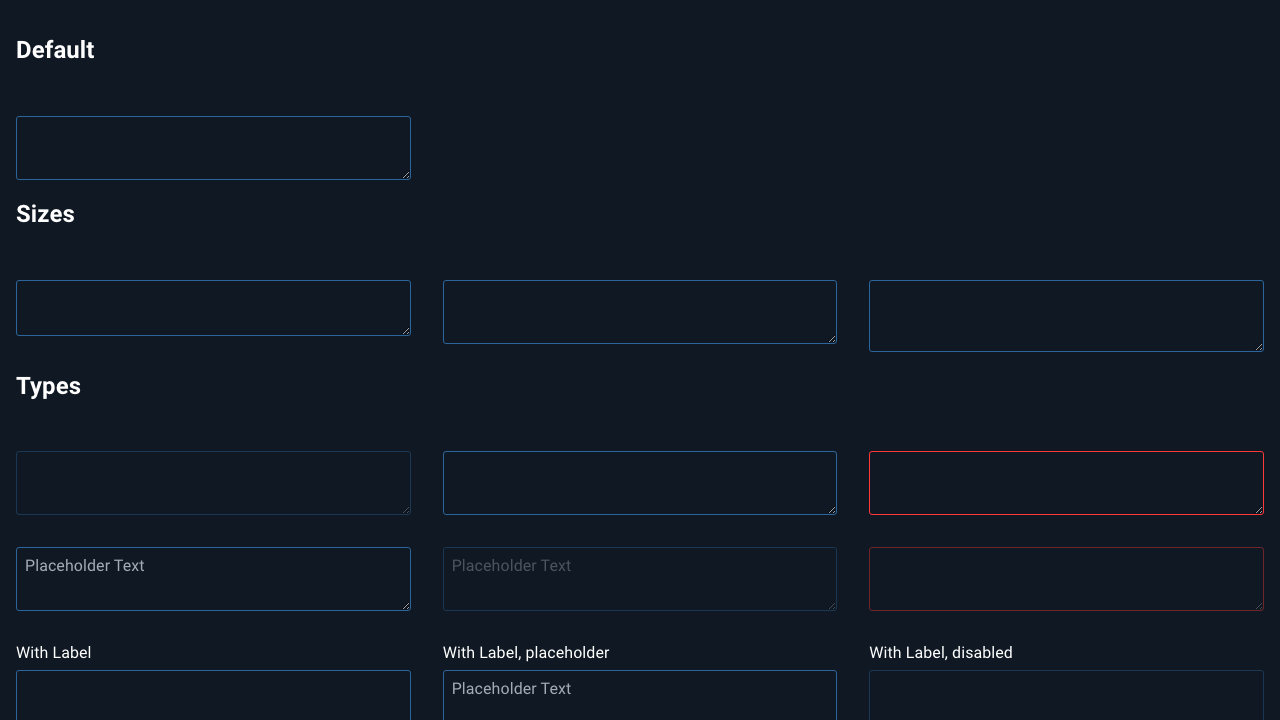 Default
Sizes
Types
Placeholder Text
Placeholder Text
With Label
With Label, placeholder
With Label, disabled
Placeholder Text